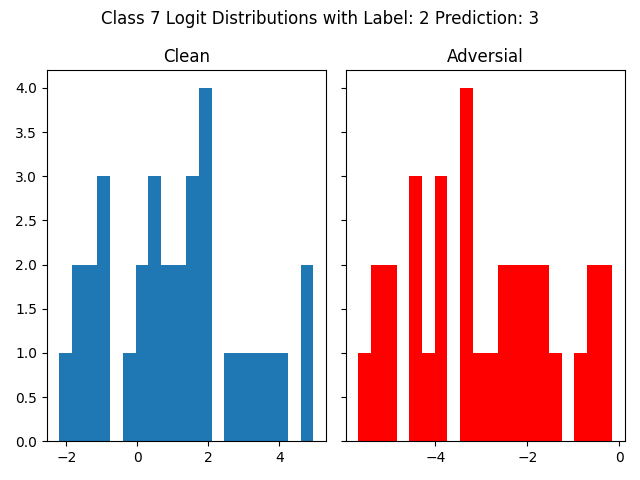 Class 7 Logit Distributions with Label: 2 Prediction: 3
Clean
Adversial
4.0
3.5
3.0
2.5
2.0
1.5
1.0
0.5
0.0
−2 0 2 4
−4 −2 0